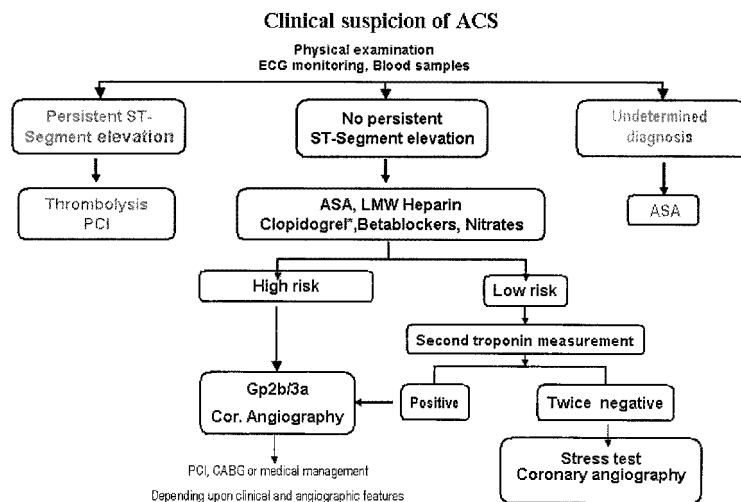 Clinical suspicion of ACS
Physical examination
ECG monitoring, Blood samples
Persistent ST-
Segment elevation
No persistent
ST-Segment elevation
Undetermined
diagnosis
Thrombolysis
PCI
ASA, LMW Heparin
Clopidogrel*,Betablockers, Nitrates
ASA
High risk
Low risk
Second troponin measurement
Gp2b/3a
Cor. Angiography
Positive
Twice negative
PCI, CABG or medical management
Depending upon clinical and angiographic features
Stress test
Coronary angiography